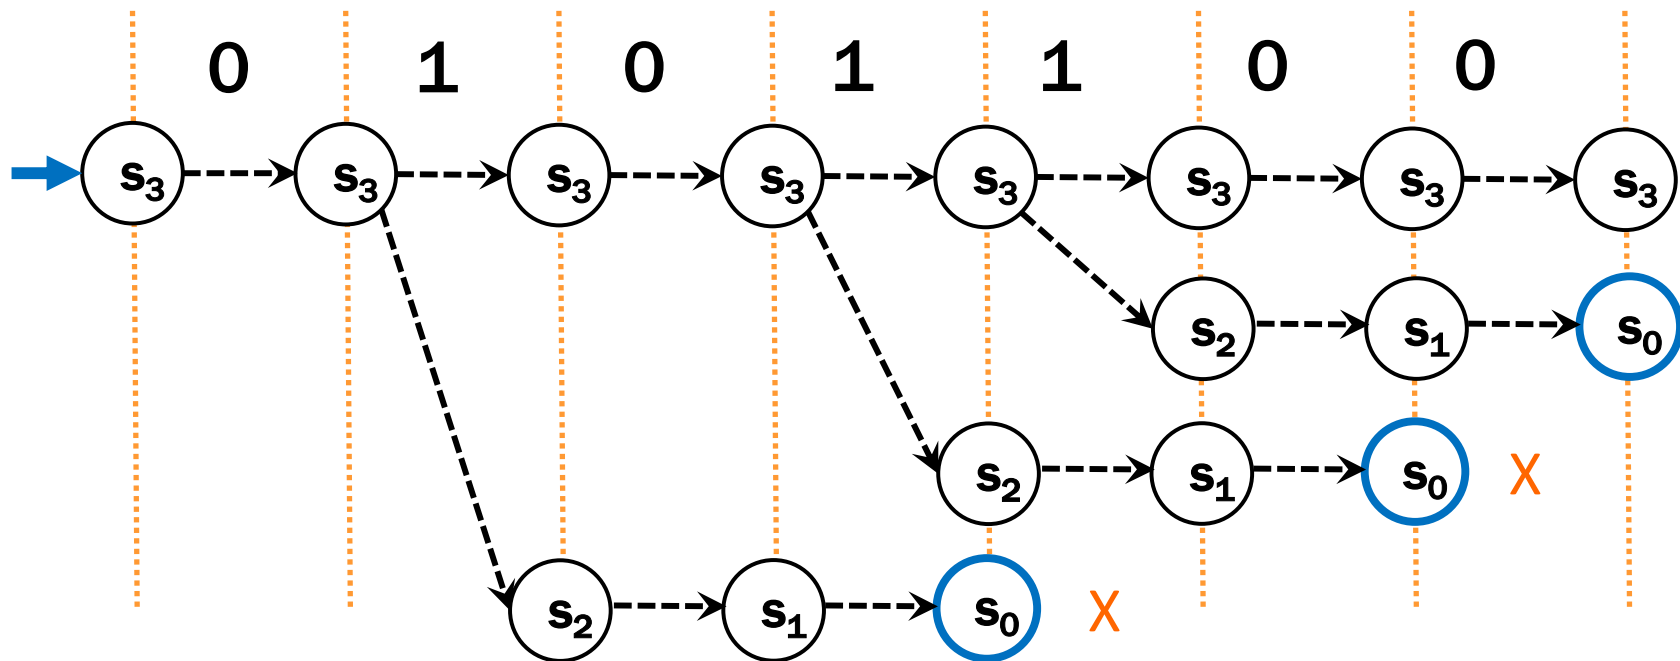 0 1 0 1 1 0 0
s₃ s₃ s₃ s₃ s₃ s₃ s₃ s₃
s₂ s₁ s₀
s₂ s₁ s₀ X
s₂ s₁ s₀ X